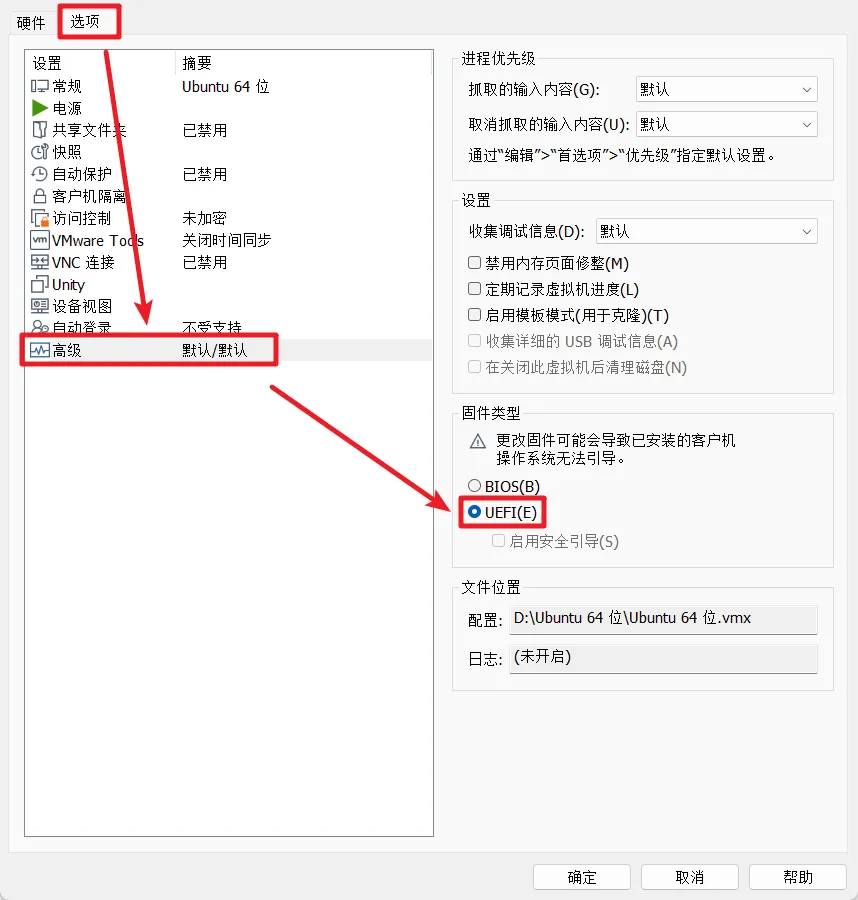 硬件 选项
设置 摘要
常规 Ubuntu 64 位
电源
共享文件夹 已禁用
快照
自动保护 已禁用
客户机隔离
访问控制 未加密
VMware Tools 关闭时间同步
VNC 连接 已禁用
Unity
设备视图
自动登录 不受支持
高级 默认/默认
进程优先级
抓取的输入内容(G): 默认
取消抓取的输入内容(U): 默认
通过“编辑”>“首选项”>“优先级”指定默认设置。
设置
收集调试信息(D): 默认
禁用内存页面修整(M)
定期记录虚拟机进度(L)
启用模板模式(用于克隆)(T)
收集详细的 USB 调试信息(A)
在关闭此虚拟机后清理磁盘(N)
固件类型
更改固件可能会导致已安装的客户机
操作系统无法引导。
BIOS(B)
UEFI(E)
启用安全引导(S)
文件位置
配置: D:\Ubuntu 64 位\Ubuntu 64 位.vmx
日志: (未开启)
确定 取消 帮助